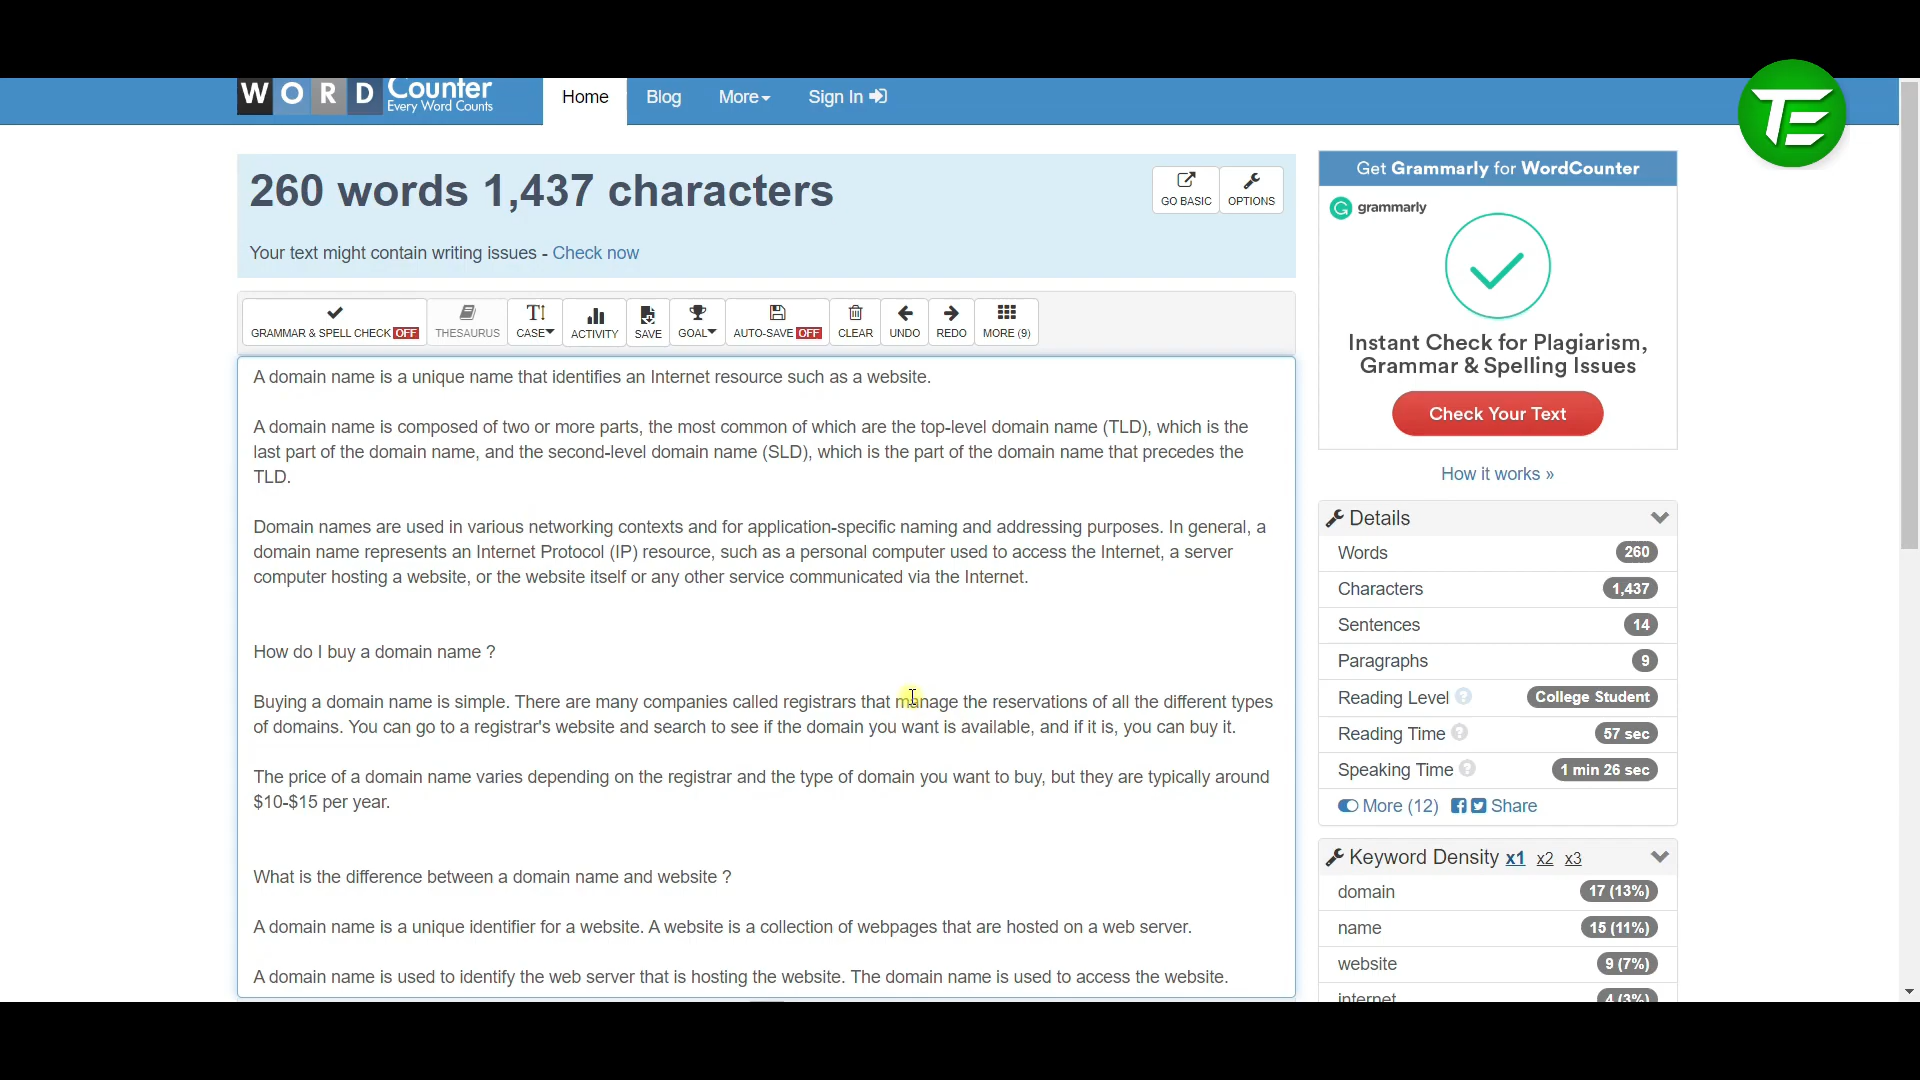 WORD Counter
Every Word Counts
Home
Blog
More
Sign In
TE
260 words 1,437 characters
GO BASIC
OPTIONS
Your text might contain writing issues - Check now
GRAMMAR & SPELL CHECK OFF
THESAURUS
CASE
ACTIVITY
SAVE
GOAL
AUTO-SAVE OFF
CLEAR
UNDO
REDO
MORE (9)
A domain name is a unique name that identifies an Internet resource such as a website.
A domain name is composed of two or more parts, the most common of which are the top-level domain name (TLD), which is the
last part of the domain name, and the second-level domain name (SLD), which is the part of the domain name that precedes the
TLD.
Domain names are used in various networking contexts and for application-specific naming and addressing purposes. In general, a
domain name represents an Internet Protocol (IP) resource, such as a personal computer used to access the Internet, a server
computer hosting a website, or the website itself or any other service communicated via the Internet.
How do I buy a domain name ?
Buying a domain name is simple. There are many companies called registrars that manage the reservations of all the different types
of domains. You can go to a registrar's website and search to see if the domain you want is available, and if it is, you can buy it.
The price of a domain name varies depending on the registrar and the type of domain you want to buy, but they are typically around
$10-$15 per year.
What is the difference between a domain name and website ?
A domain name is a unique identifier for a website. A website is a collection of webpages that are hosted on a web server.
A domain name is used to identify the web server that is hosting the website. The domain name is used to access the website.
Get Grammarly for WordCounter
grammarly
Instant Check for Plagiarism,
Grammar & Spelling Issues
Check Your Text
How it works »
Details
Words 260
Characters 1,437
Sentences 14
Paragraphs 9
Reading Level ? College Student
Reading Time ? 57 sec
Speaking Time ? 1 min 26 sec
More (12) Share
Keyword Density x1 x2 x3
domain 17 (13%)
name 15 (11%)
website 9 (7%)
internet 4 (3%)